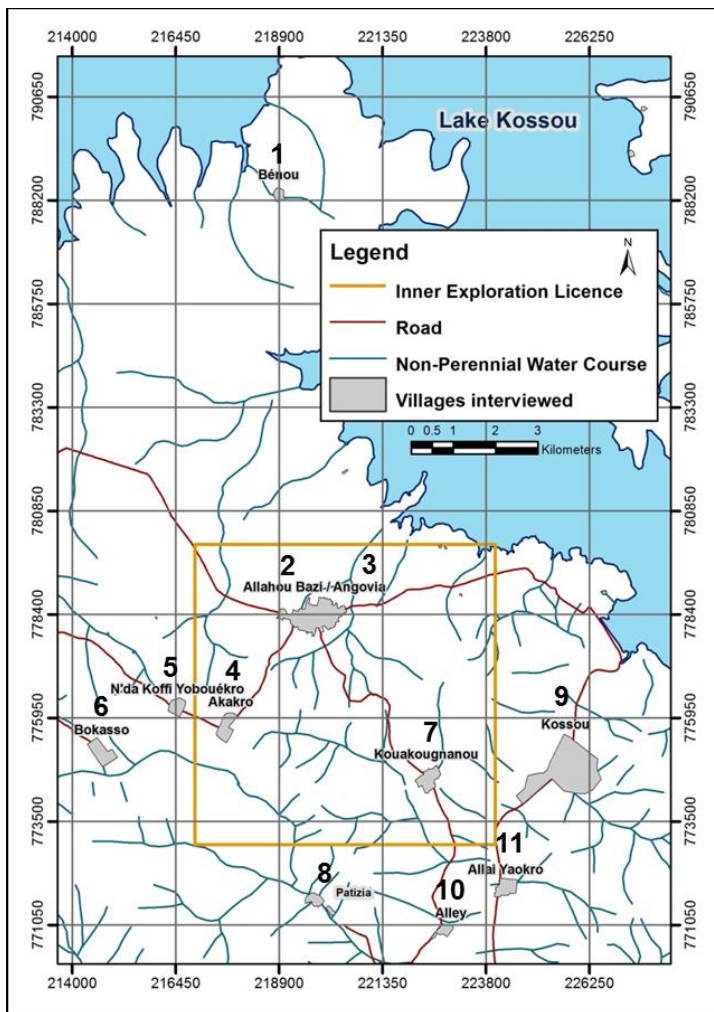 214000 216450 218900 221350 223800 226250
790650
790650
Lake Kossou
1
Bénou
788200
788200
N
Legend
Inner Exploration Licence
Road
Non-Perennial Water Course
Villages interviewed
785750
785750
783300
783300
0 0.5 1 2 3
Kilometers
780850
780850
2 3
Allahou Bazi / Angovia
778400
778400
5 4
N'da Koffi Yobouékro
Akakro
6
Bokasso
9
Kossou
775950
775950
7
Kouakougnanou
773500
773500
11
Allai Yaokro
8
Patizia
10
Alley
771050
771050
214000 216450 218900 221350 223800 226250